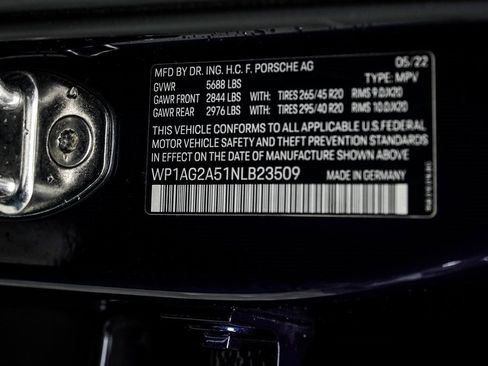 MFD BY DR. ING. H.C. F. PORSCHE AG 05/22
GVWR 5688 LBS TYPE: MPV
GAWR FRONT 2844 LBS WITH: TIRES 265/45 R20 RIMS 9.0JX20
GAWR REAR 2976 LBS WITH: TIRES 295/40 R20 RIMS 10.0JX20
THIS VEHICLE CONFORMS TO ALL APPLICABLE U.S.FEDERAL
MOTOR VEHICLE SAFETY AND THEFT PREVENTION STANDARDS
IN EFFECT ON THE DATE OF MANUFACTURE SHOWN ABOVE.
WP1AG2A51NLB23509